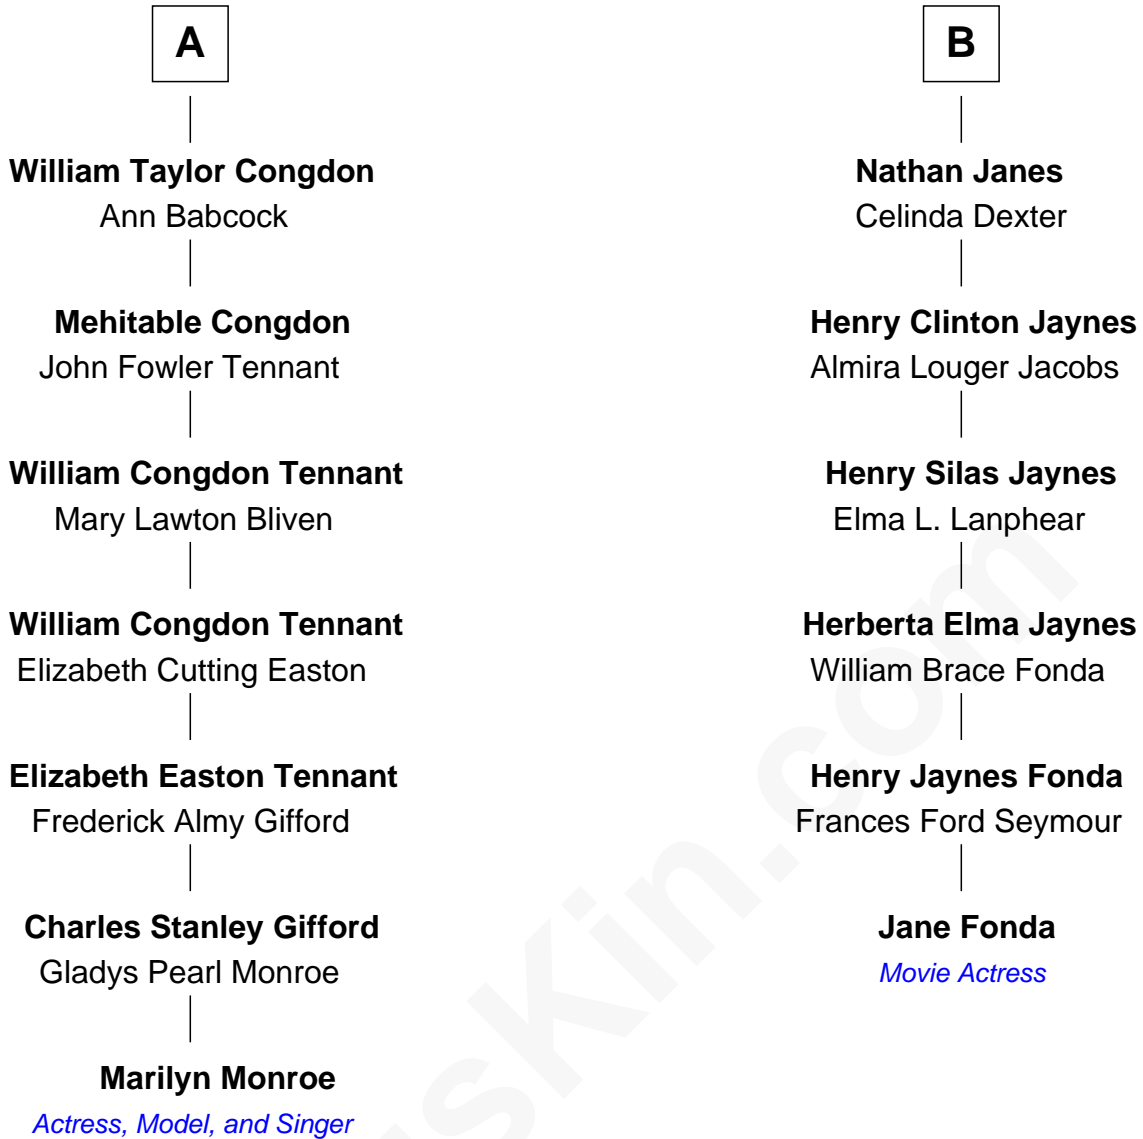 A
William Taylor Congdon
Ann Babcock
Mehitable Congdon
John Fowler Tennant
William Congdon Tennant
Mary Lawton Bliven
William Congdon Tennant
Elizabeth Cutting Easton
Elizabeth Easton Tennant
Frederick Almy Gifford
Charles Stanley Gifford
Gladys Pearl Monroe
Marilyn Monroe
Actress, Model, and Singer
B
Nathan Janes
Celinda Dexter
Henry Clinton Jaynes
Almira Louger Jacobs
Henry Silas Jaynes
Elma L. Lanphear
Herberta Elma Jaynes
William Brace Fonda
Henry Jaynes Fonda
Frances Ford Seymour
Jane Fonda
Movie Actress
usKin.com